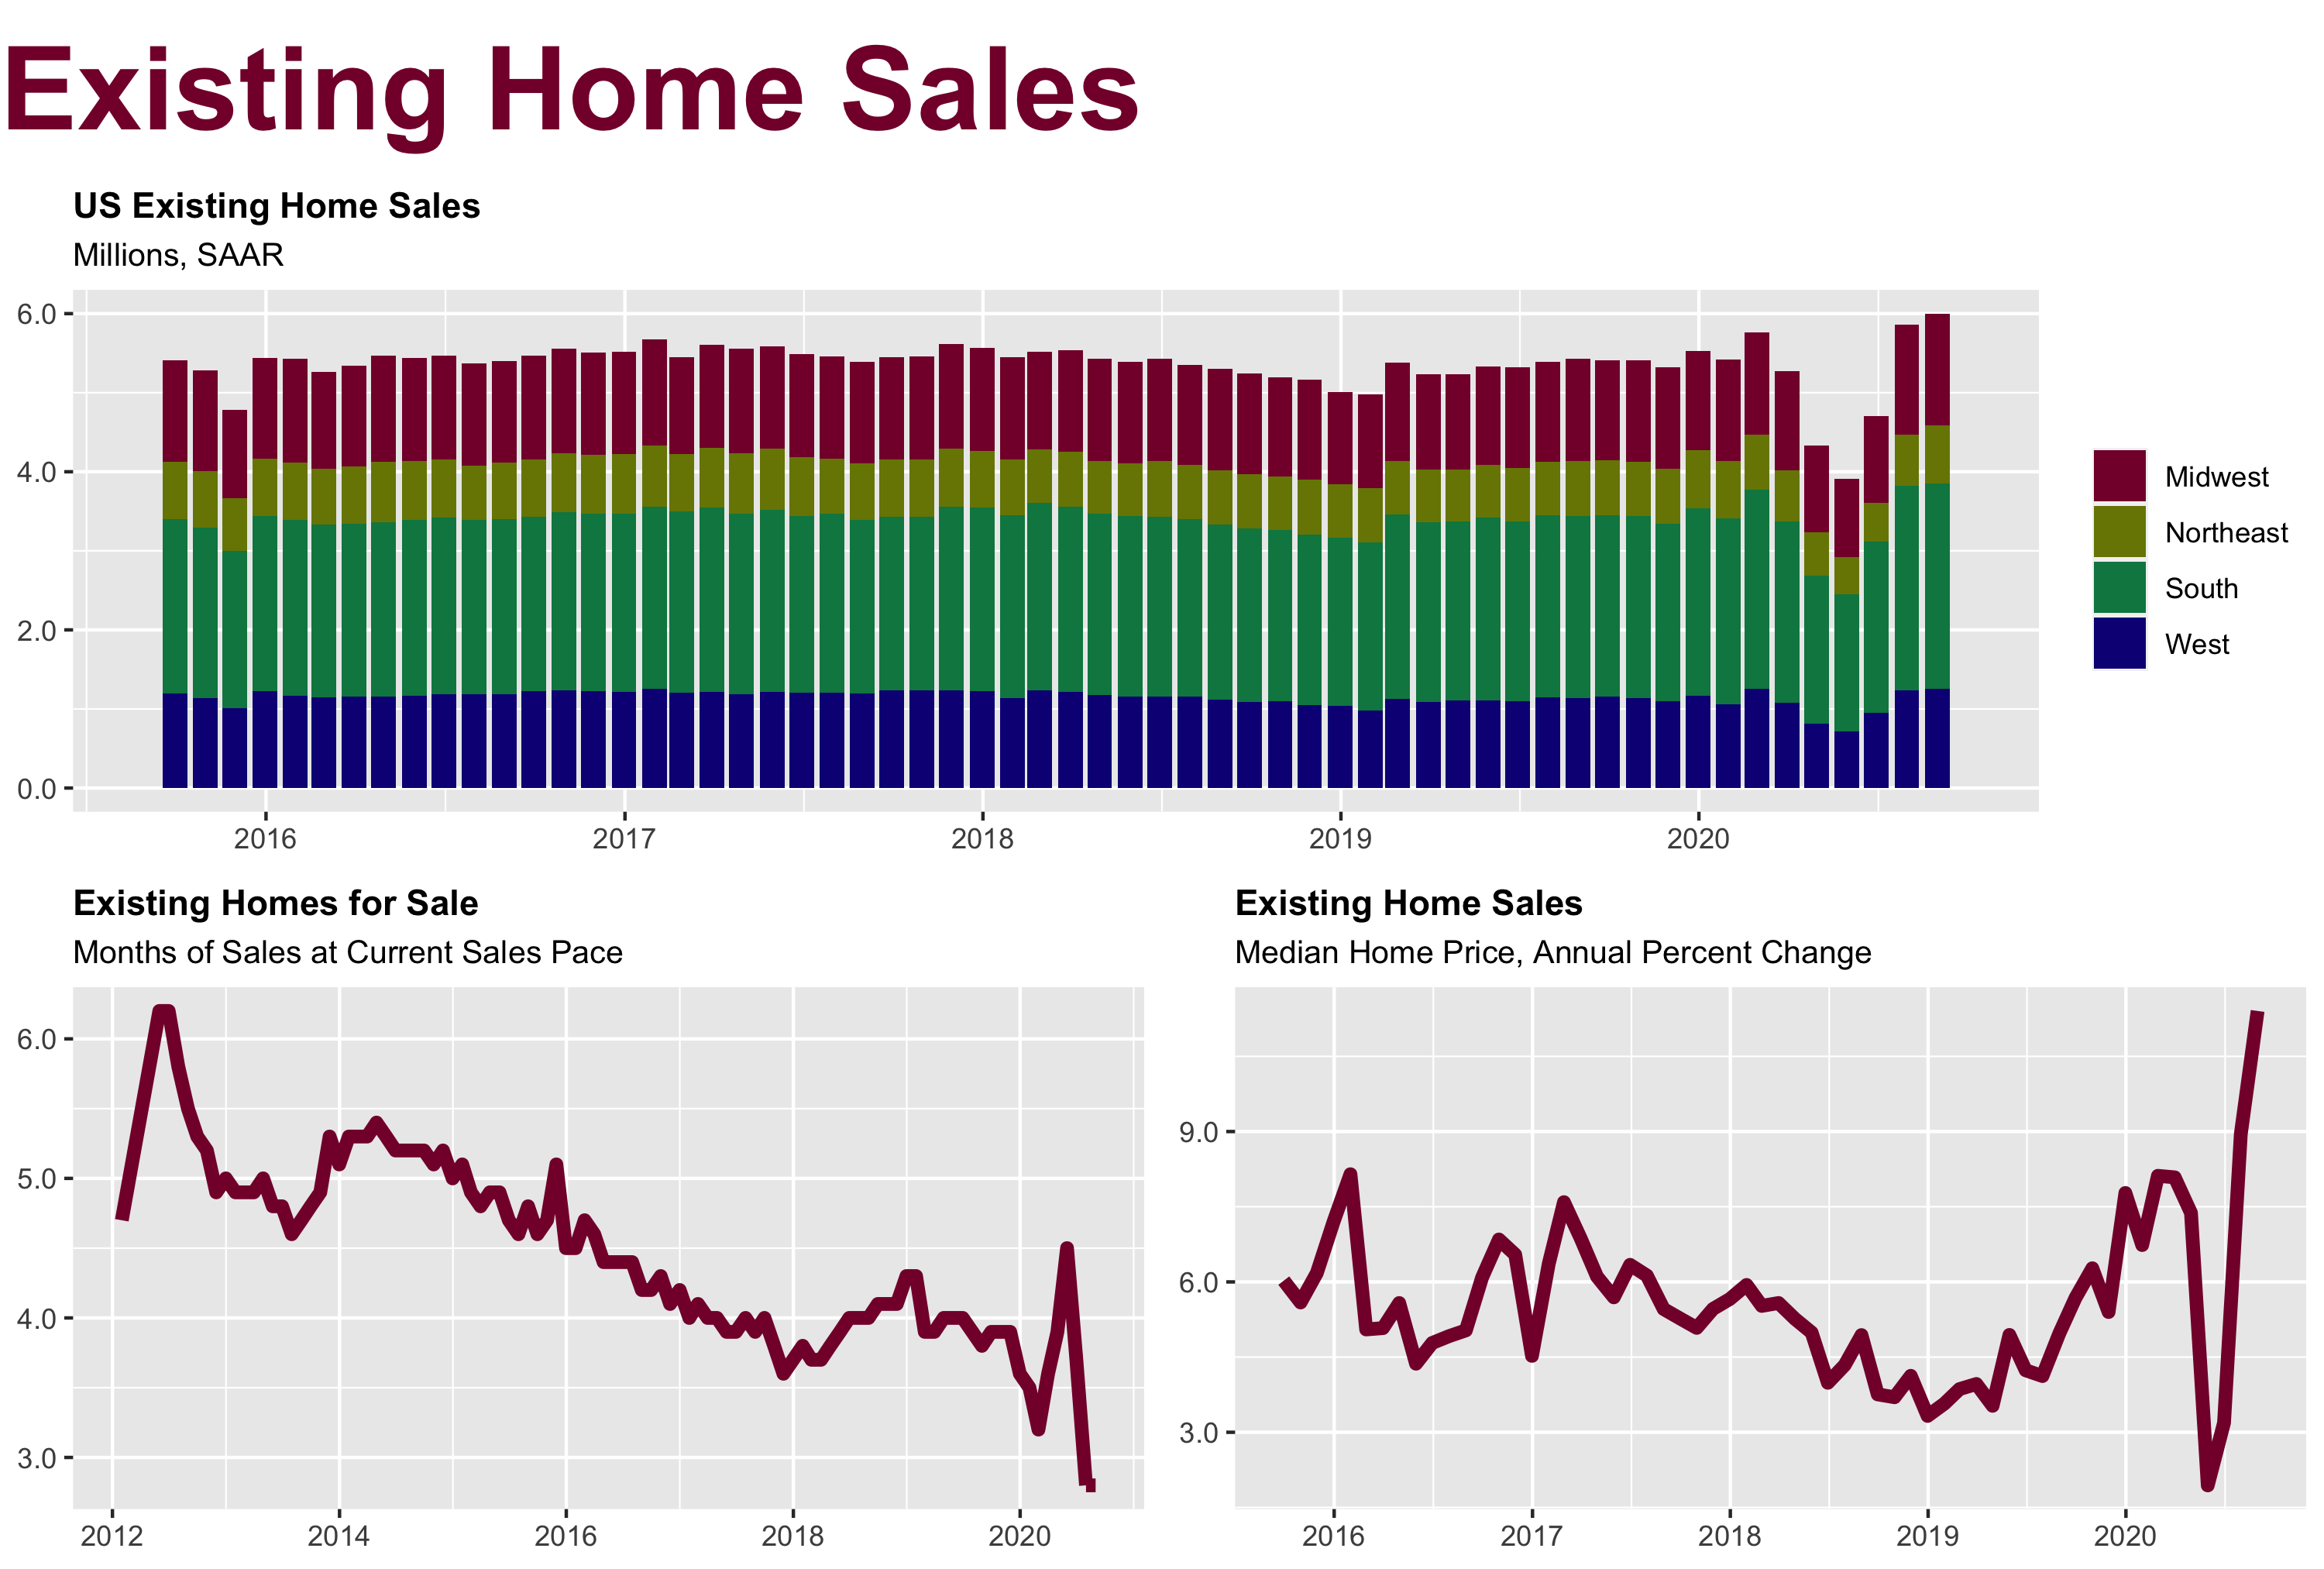 Existing Home Sales
US Existing Home Sales
Millions, SAAR
6.0
4.0
2.0
0.0
2016 2017 2018 2019 2020
Midwest
Northeast
South
West
Existing Homes for Sale
Months of Sales at Current Sales Pace
6.0
5.0
4.0
3.0
2012 2014 2016 2018 2020
Existing Home Sales
Median Home Price, Annual Percent Change
9.0
6.0
3.0
2016 2017 2018 2019 2020